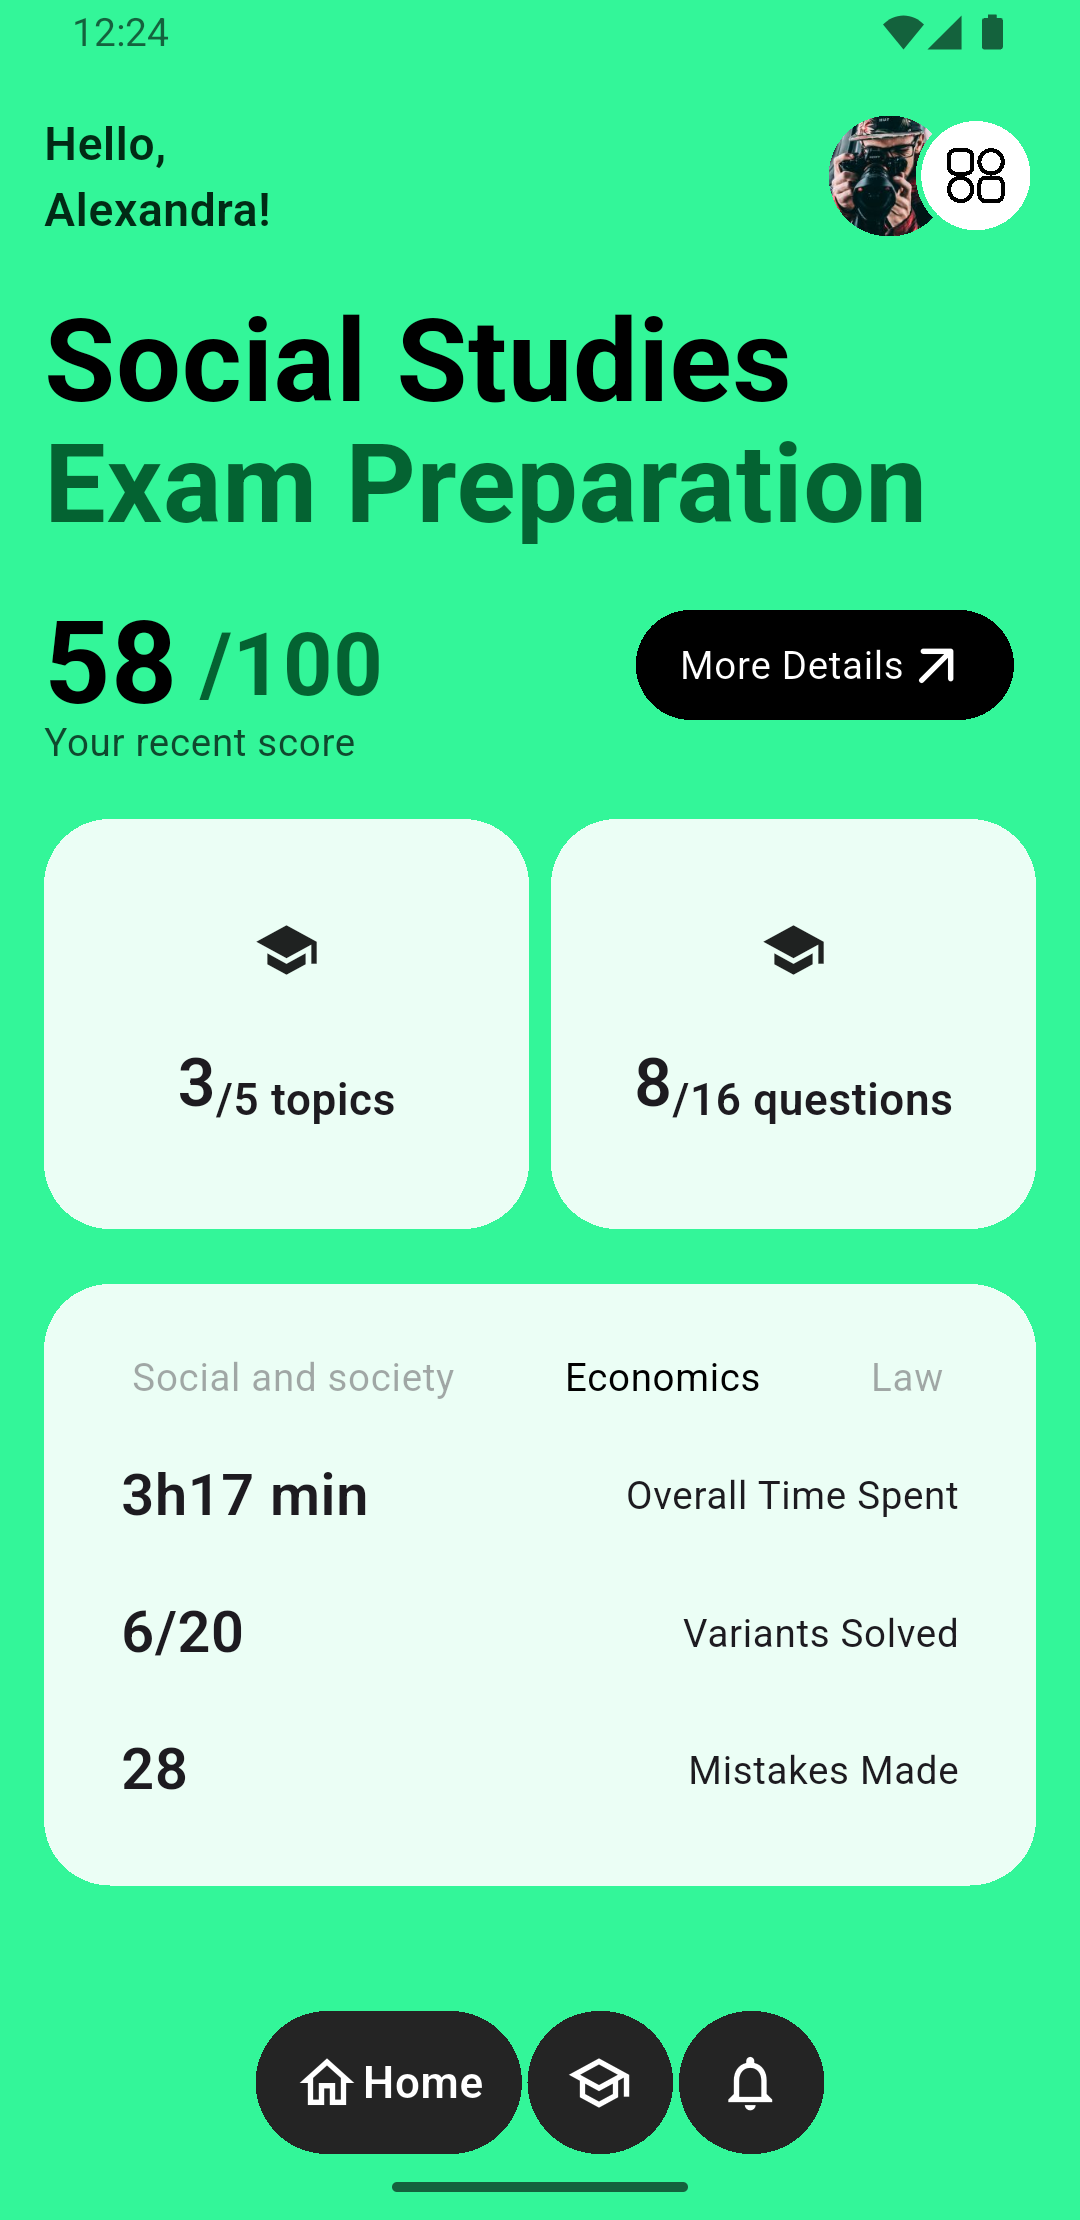 12:24
Hello,
Alexandra!
Social Studies
Exam Preparation
58 /100
Your recent score
More Details
3/5 topics
8/16 questions
Social and society
Economics
Law
3h17 min
Overall Time Spent
6/20
Variants Solved
28
Mistakes Made
Home